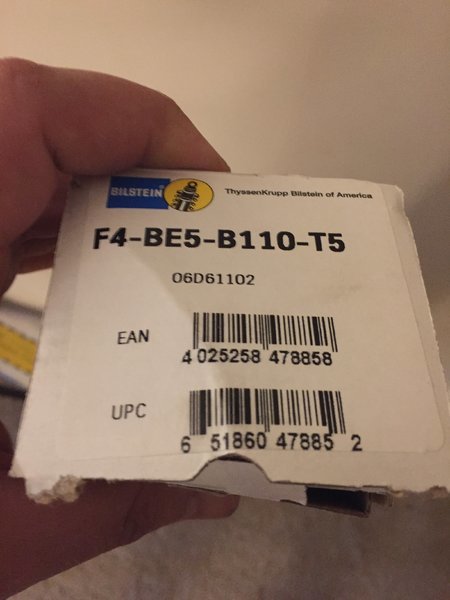 BILSTEIN®
ThyssenKrupp Bilstein of America
F4-BE5-B110-T5
06D61102
EAN
4 025258 478858
UPC
6 51860 47885 2